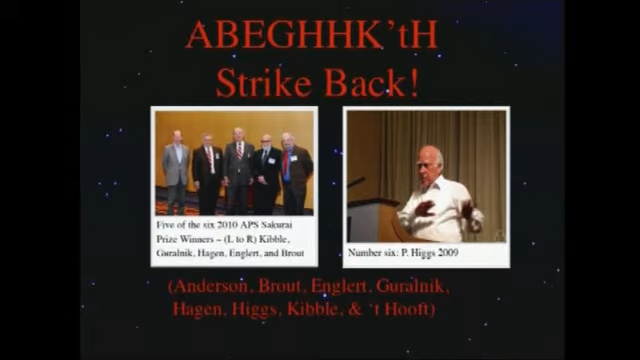 ABEGHHK'tH
Strike Back!
Five of the six 2010 APS Sakurai
Prize Winners – (L to R) Kibble,
Guralnik, Hagen, Englert, and Brout
Number six: P. Higgs 2009
(Anderson, Brout, Englert, Guralnik,
Hagen, Higgs, Kibble, & 't Hooft)